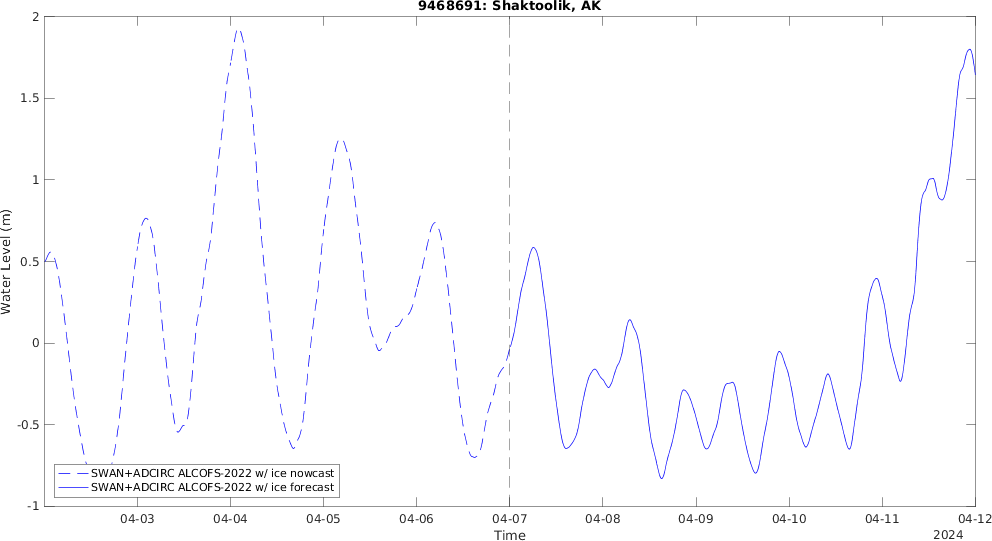 9468691: Shaktoolik, AK
2
1.5
1
0.5
0
-0.5
-1
Water Level (m)
SWAN+ADCIRC ALCOFS-2022 w/ ice nowcast
SWAN+ADCIRC ALCOFS-2022 w/ ice forecast
04-03 04-04 04-05 04-06 04-07 04-08 04-09 04-10 04-11 04-12
Time
2024